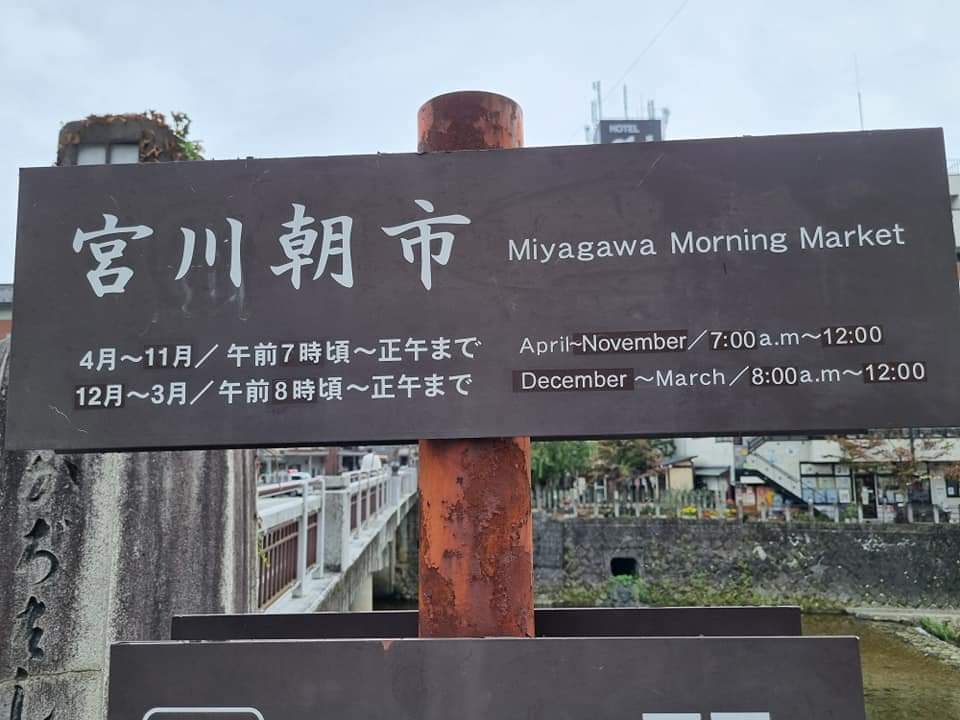 HOTEL
宮川朝市 Miyagawa Morning Market
4月～11月／午前7時頃～正午まで April~November／7:00a.m～12:00
12月～3月／午前8時頃～正午まで December～March／8:00a.m～12:00